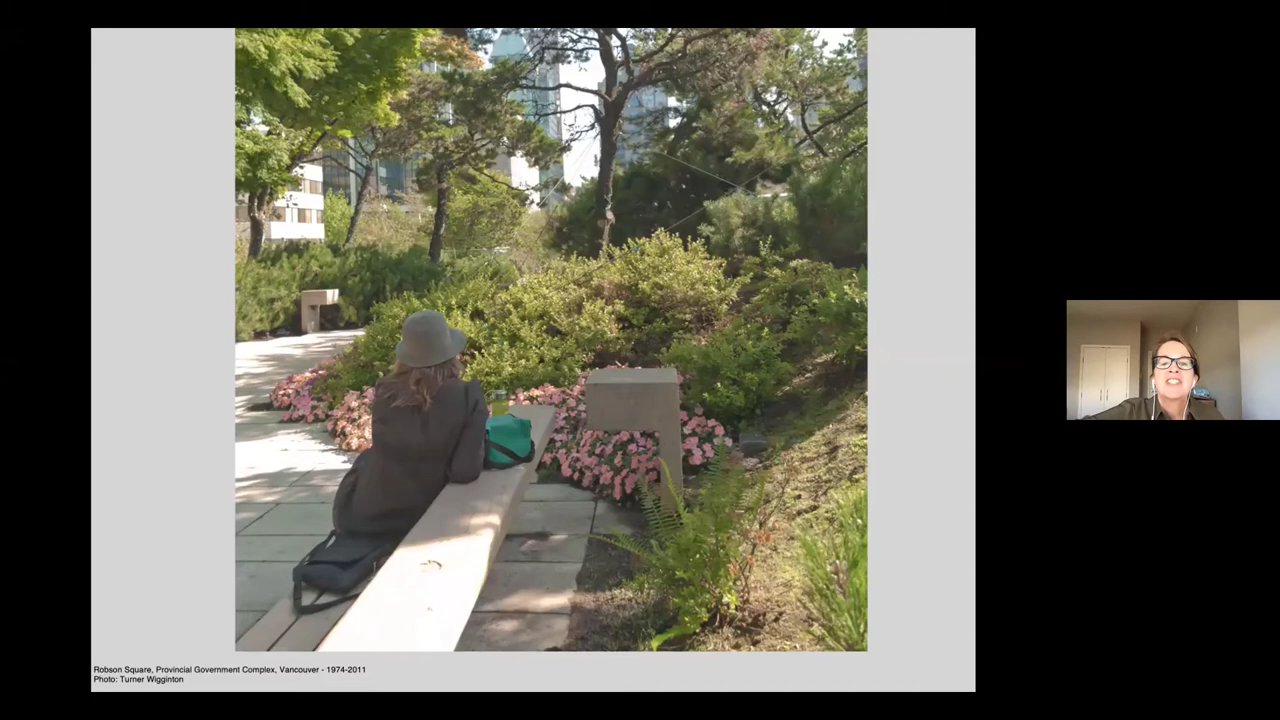 Robson Square, Provincial Government Complex, Vancouver - 1974-2011
Photo: Turner Wigginton